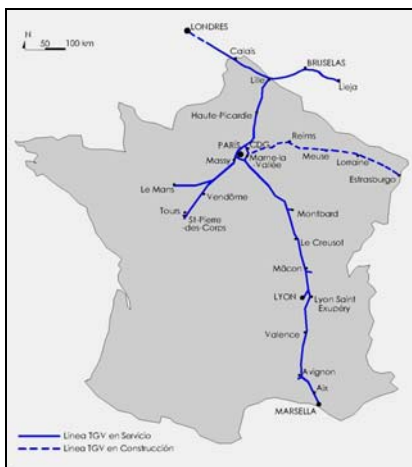 LONDRES
N
0 50 100 km
Calais
BRUSELAS
Lille
Lieja
Haute-Picardie
PARÍS
CDG
Reims
Massy
Marne-la
-Vallée
Meuse
Lorraine
Estrasburgo
Le Mans
Vendôme
Tours
St-Pierre
-des-Corps
Montbard
Le Creusot
Mâcon
LYON
Lyon Saint
Exupéry
Valence
Avignon
Aix
MARSELLA
Linea TGV en Servicio
Linea TGV en Construcción